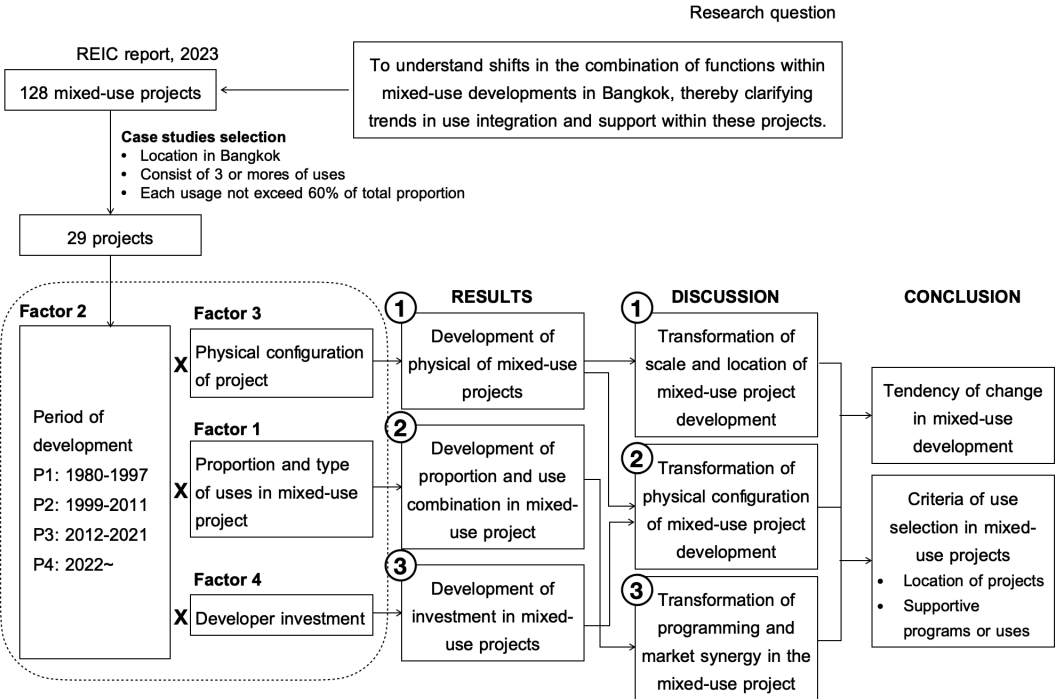 Research question
To understand shifts in the combination of functions within
mixed-use developments in Bangkok, thereby clarifying
trends in use integration and support within these projects.
REIC report, 2023
128 mixed-use projects
Case studies selection
• Location in Bangkok
• Consist of 3 or mores of uses
• Each usage not exceed 60% of total proportion
29 projects
Factor 2
Period of
development
P1: 1980-1997
P2: 1999-2011
P3: 2012-2021
P4: 2022~
Factor 3
X
Physical configuration
of project
Factor 1
X
Proportion and type
of uses in mixed-use
project
Factor 4
X
Developer investment
RESULTS
1
Development of
physical of mixed-use
projects
2
Development of
proportion and use
combination in mixed-
use project
3
Development of
investment in mixed-
use projects
DISCUSSION
1
Transformation of
scale and location of
mixed-use project
development
2
Transformation of
physical configuration
of mixed-use project
development
3
Transformation of
programming and
market synergy in the
mixed-use project
CONCLUSION
Tendency of change
in mixed-use
development
Criteria of use
selection in mixed-
use projects
• Location of projects
• Supportive
programs or uses